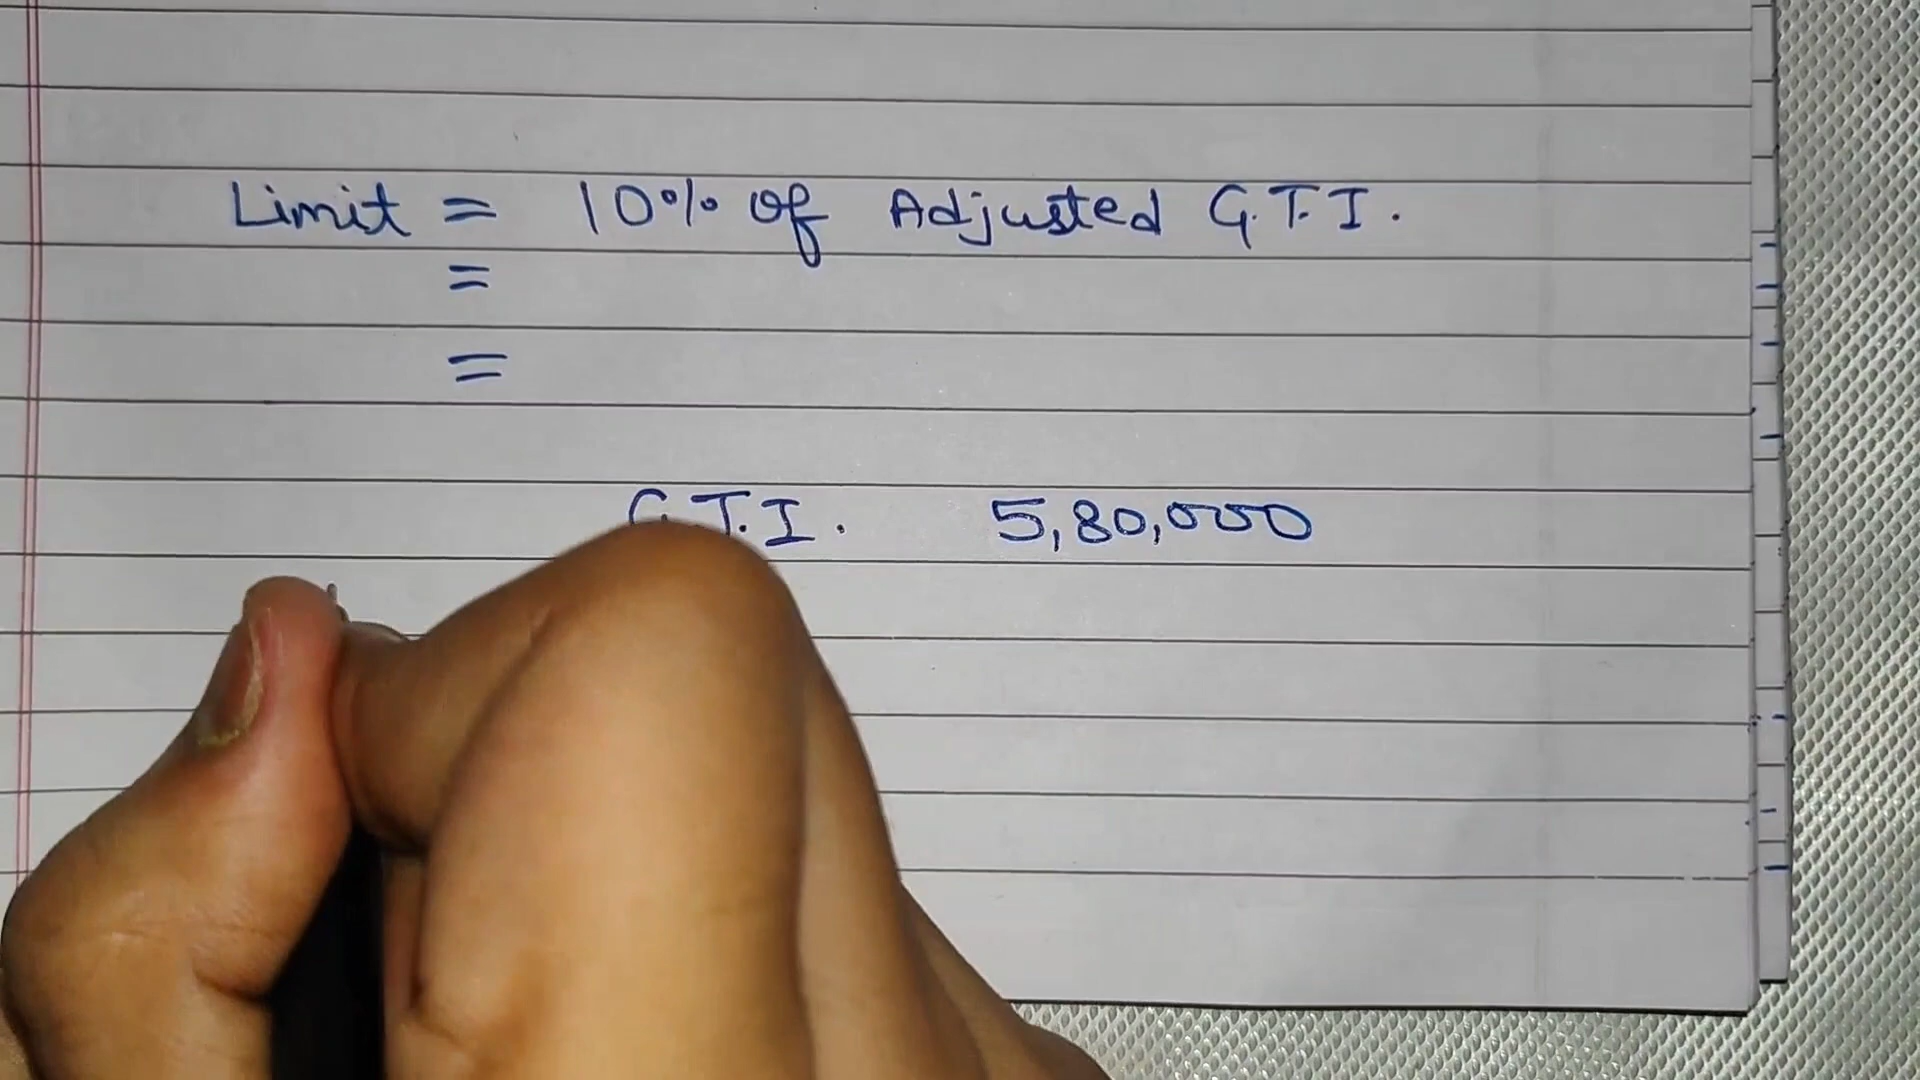 Limit = 10% of Adjusted G.T.I.
=
=
G.T.I. 5,80,000